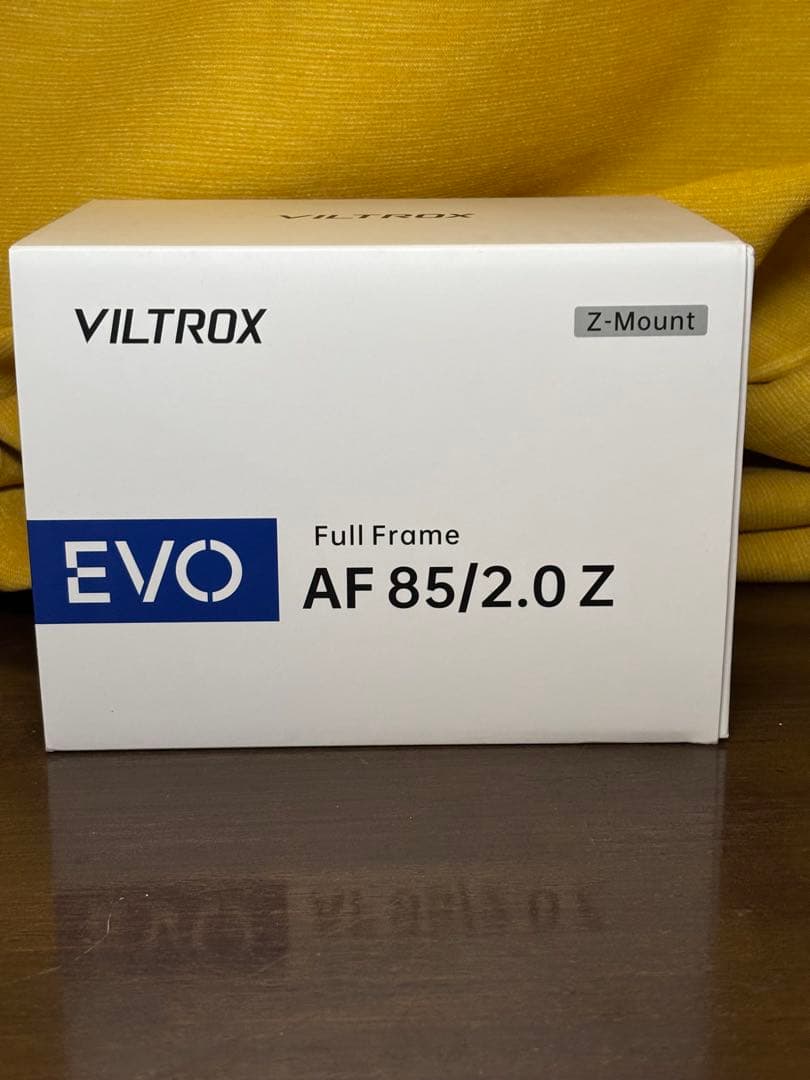 VILTROX
VILTROX
Z-Mount
EVO
Full Frame
AF 85/2.0 Z